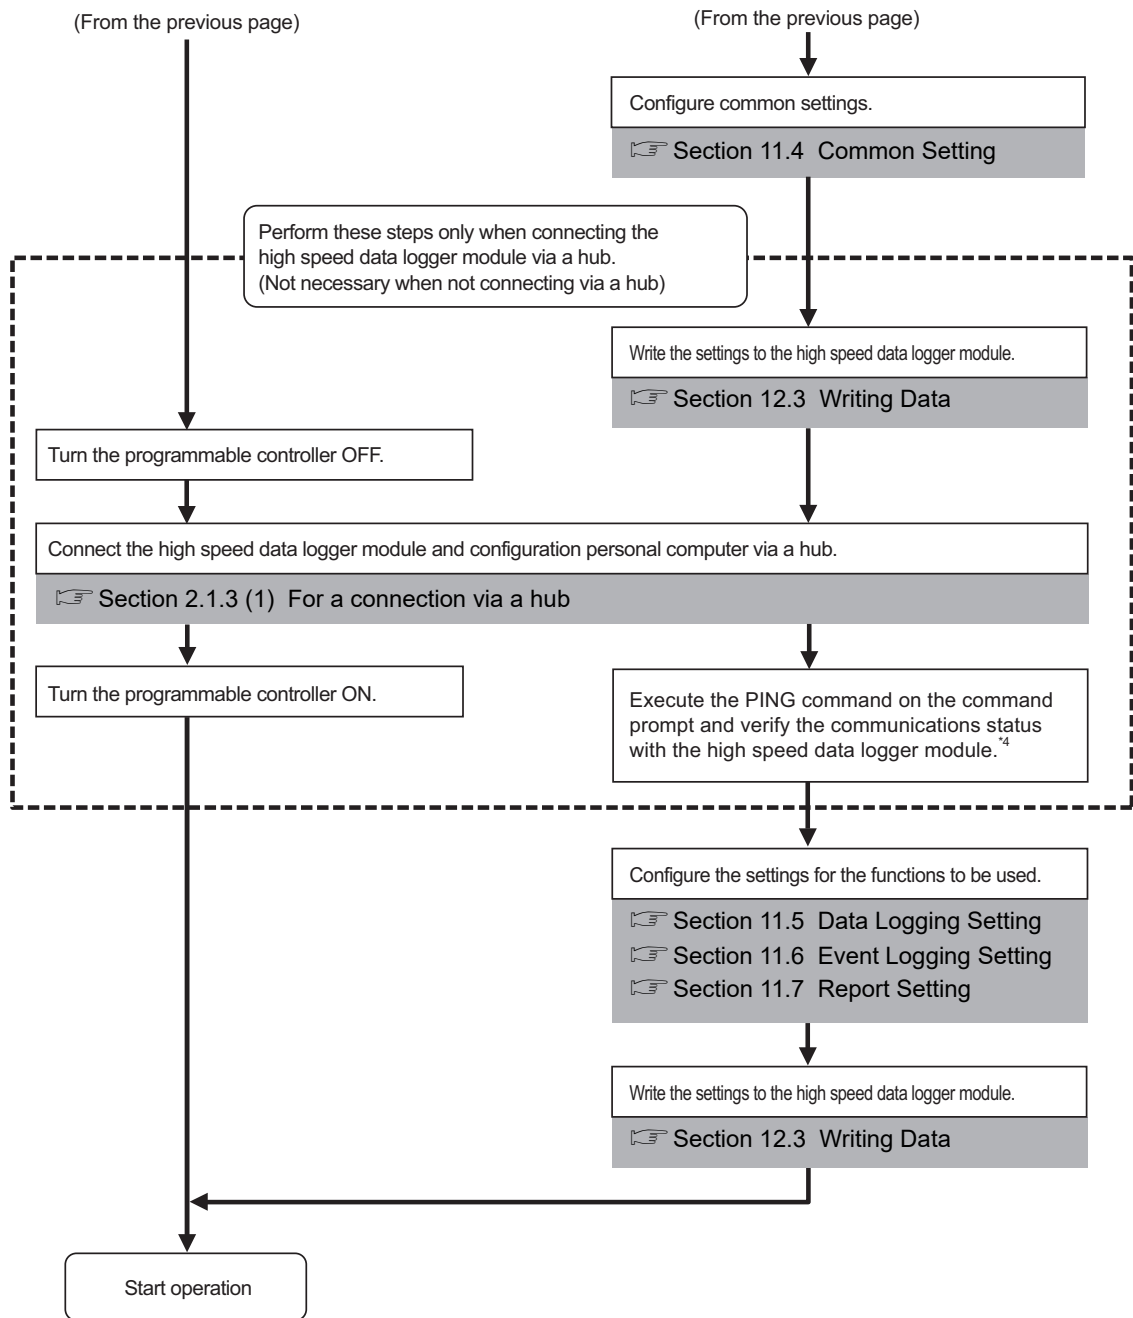 (From the previous page)
(From the previous page)
Configure common settings.
☞ Section 11.4 Common Setting
Perform these steps only when connecting the
high speed data logger module via a hub.
(Not necessary when not connecting via a hub)
Write the settings to the high speed data logger module.
☞ Section 12.3 Writing Data
Turn the programmable controller OFF.
Connect the high speed data logger module and configuration personal computer via a hub.
☞ Section 2.1.3 (1) For a connection via a hub
Turn the programmable controller ON.
Execute the PING command on the command
prompt and verify the communications status
with the high speed data logger module.*4
Configure the settings for the functions to be used.
☞ Section 11.5 Data Logging Setting
☞ Section 11.6 Event Logging Setting
☞ Section 11.7 Report Setting
Write the settings to the high speed data logger module.
☞ Section 12.3 Writing Data
Start operation